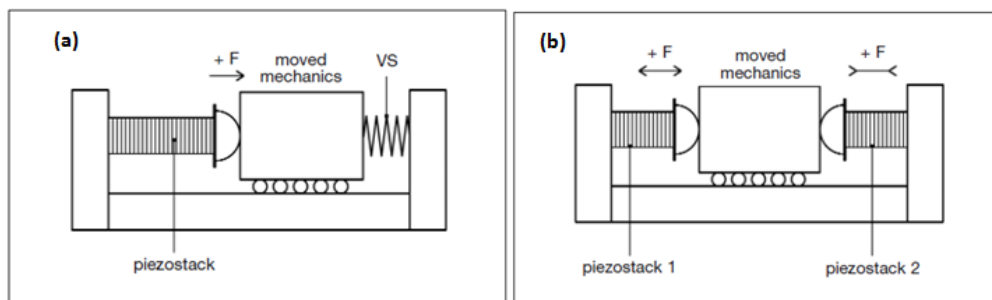 (a)
+ F
moved
mechanics
VS
piezostack
(b)
+ F
moved
mechanics
+ F
piezostack 1
piezostack 2